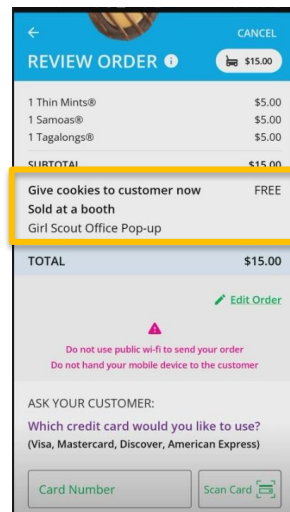 CANCEL
REVIEW ORDER
$15.00
1 Thin Mints® $5.00
1 Samoas® $5.00
1 Tagalongs® $5.00
SUBTOTAL $15.00
Give cookies to customer now FREE
Sold at a booth
Girl Scout Office Pop-up
TOTAL $15.00
Edit Order
Do not use public wi-fi to send your order
Do not hand your mobile device to the customer
ASK YOUR CUSTOMER:
Which credit card would you like to use?
(Visa, Mastercard, Discover, American Express)
Card Number
Scan Card